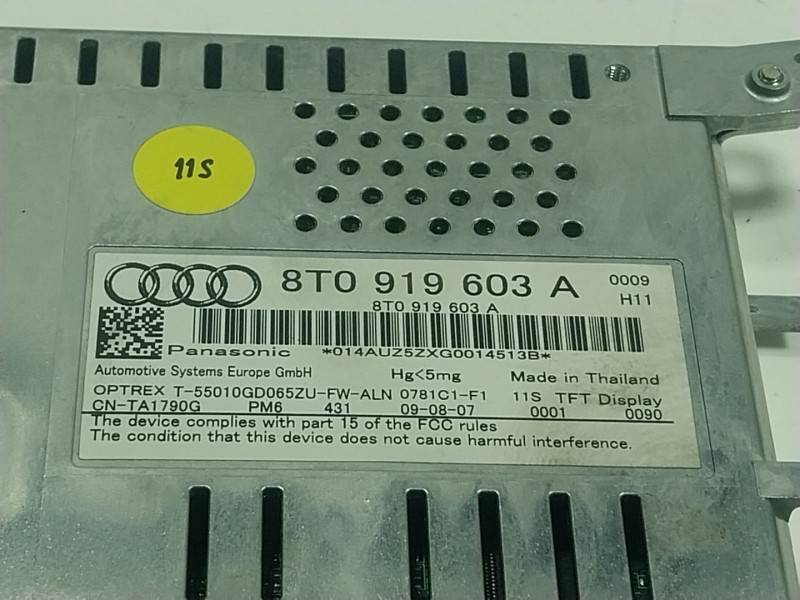 11S
8T0 919 603 A 0009
8T0 919 603 A H11
Panasonic *014AUZ5ZXG0014513B*
Automotive Systems Europe GmbH Hg<5mg Made in Thailand
OPTREX T-55010GD065ZU-FW-ALN 0781C1-F1 11S TFT Display
CN-TA1790G PM6 431 09-08-07 0001 0090
The device complies with part 15 of the FCC rules
The condition that this device does not cause harmful interference.